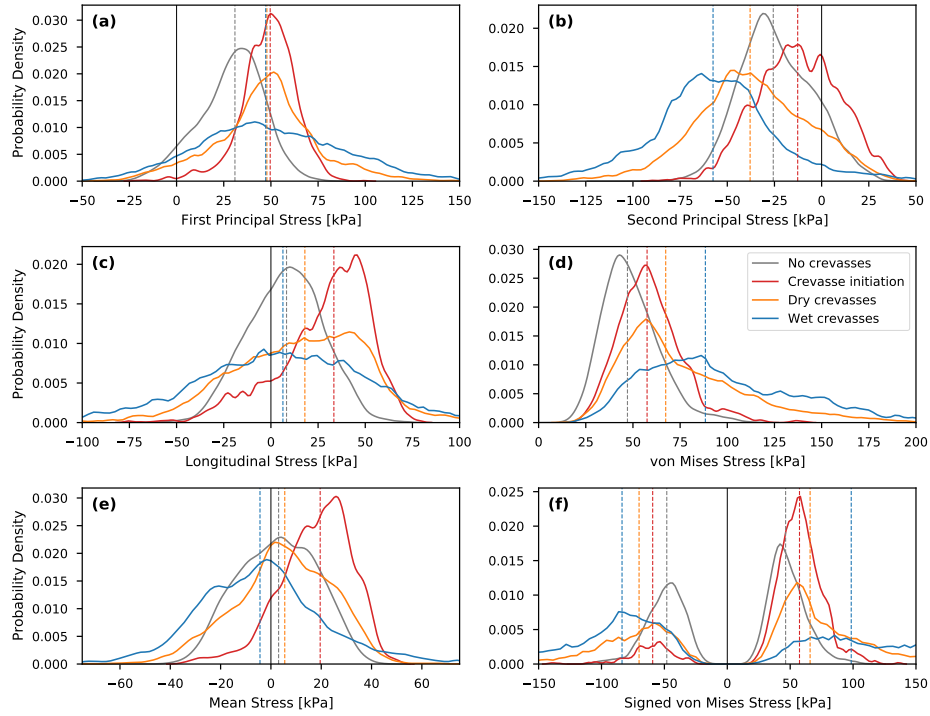 (a)
0.030
0.025
0.020
0.015
0.010
0.005
0.000
Probability Density
−50 −25 0 25 50 75 100 125 150
First Principal Stress [kPa]
(b)
0.020
0.015
0.010
0.005
0.000
−150 −125 −100 −75 −50 −25 0 25 50
Second Principal Stress [kPa]
(c)
0.020
0.015
0.010
0.005
0.000
Probability Density
−100 −75 −50 −25 0 25 50 75 100
Longitudinal Stress [kPa]
(d)
0.030
0.025
0.020
0.015
0.010
0.005
0.000
No crevasses
Crevasse initiation
Dry crevasses
Wet crevasses
0 25 50 75 100 125 150 175 200
von Mises Stress [kPa]
(e)
0.030
0.025
0.020
0.015
0.010
0.005
0.000
Probability Density
−60 −40 −20 0 20 40 60
Mean Stress [kPa]
(f)
0.025
0.020
0.015
0.010
0.005
0.000
−150 −100 −50 0 50 100 150
Signed von Mises Stress [kPa]